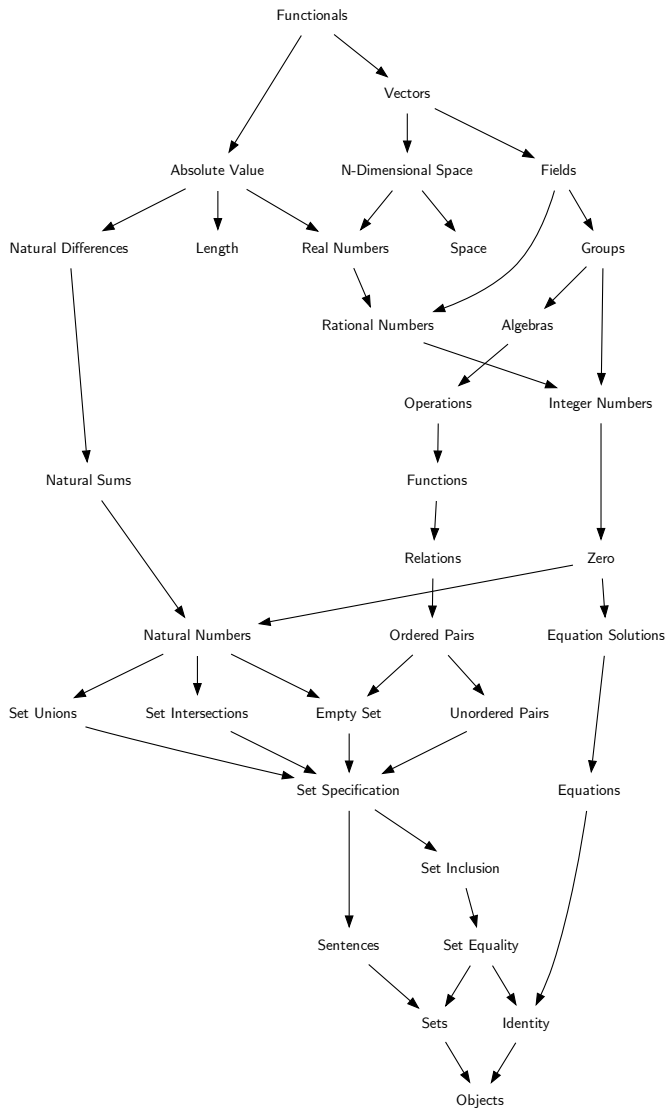 Functionals
Vectors
Absolute Value
N-Dimensional Space
Fields
Natural Differences
Length
Real Numbers
Space
Groups
Rational Numbers
Algebras
Operations
Integer Numbers
Natural Sums
Functions
Relations
Zero
Natural Numbers
Ordered Pairs
Equation Solutions
Set Unions
Set Intersections
Empty Set
Unordered Pairs
Set Specification
Equations
Set Inclusion
Sentences
Set Equality
Sets
Identity
Objects